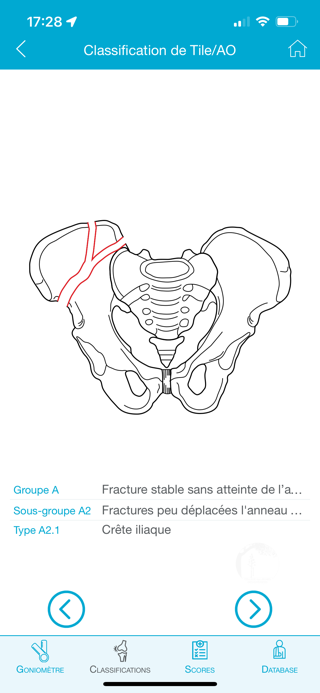 17:28
Classification de Tile/AO
Groupe A Fracture stable sans atteinte de l'a…
Sous-groupe A2 Fractures peu déplacées l'anneau …
Type A2.1 Crête iliaque
GONIOMÈTRE CLASSIFICATIONS SCORES DATABASE